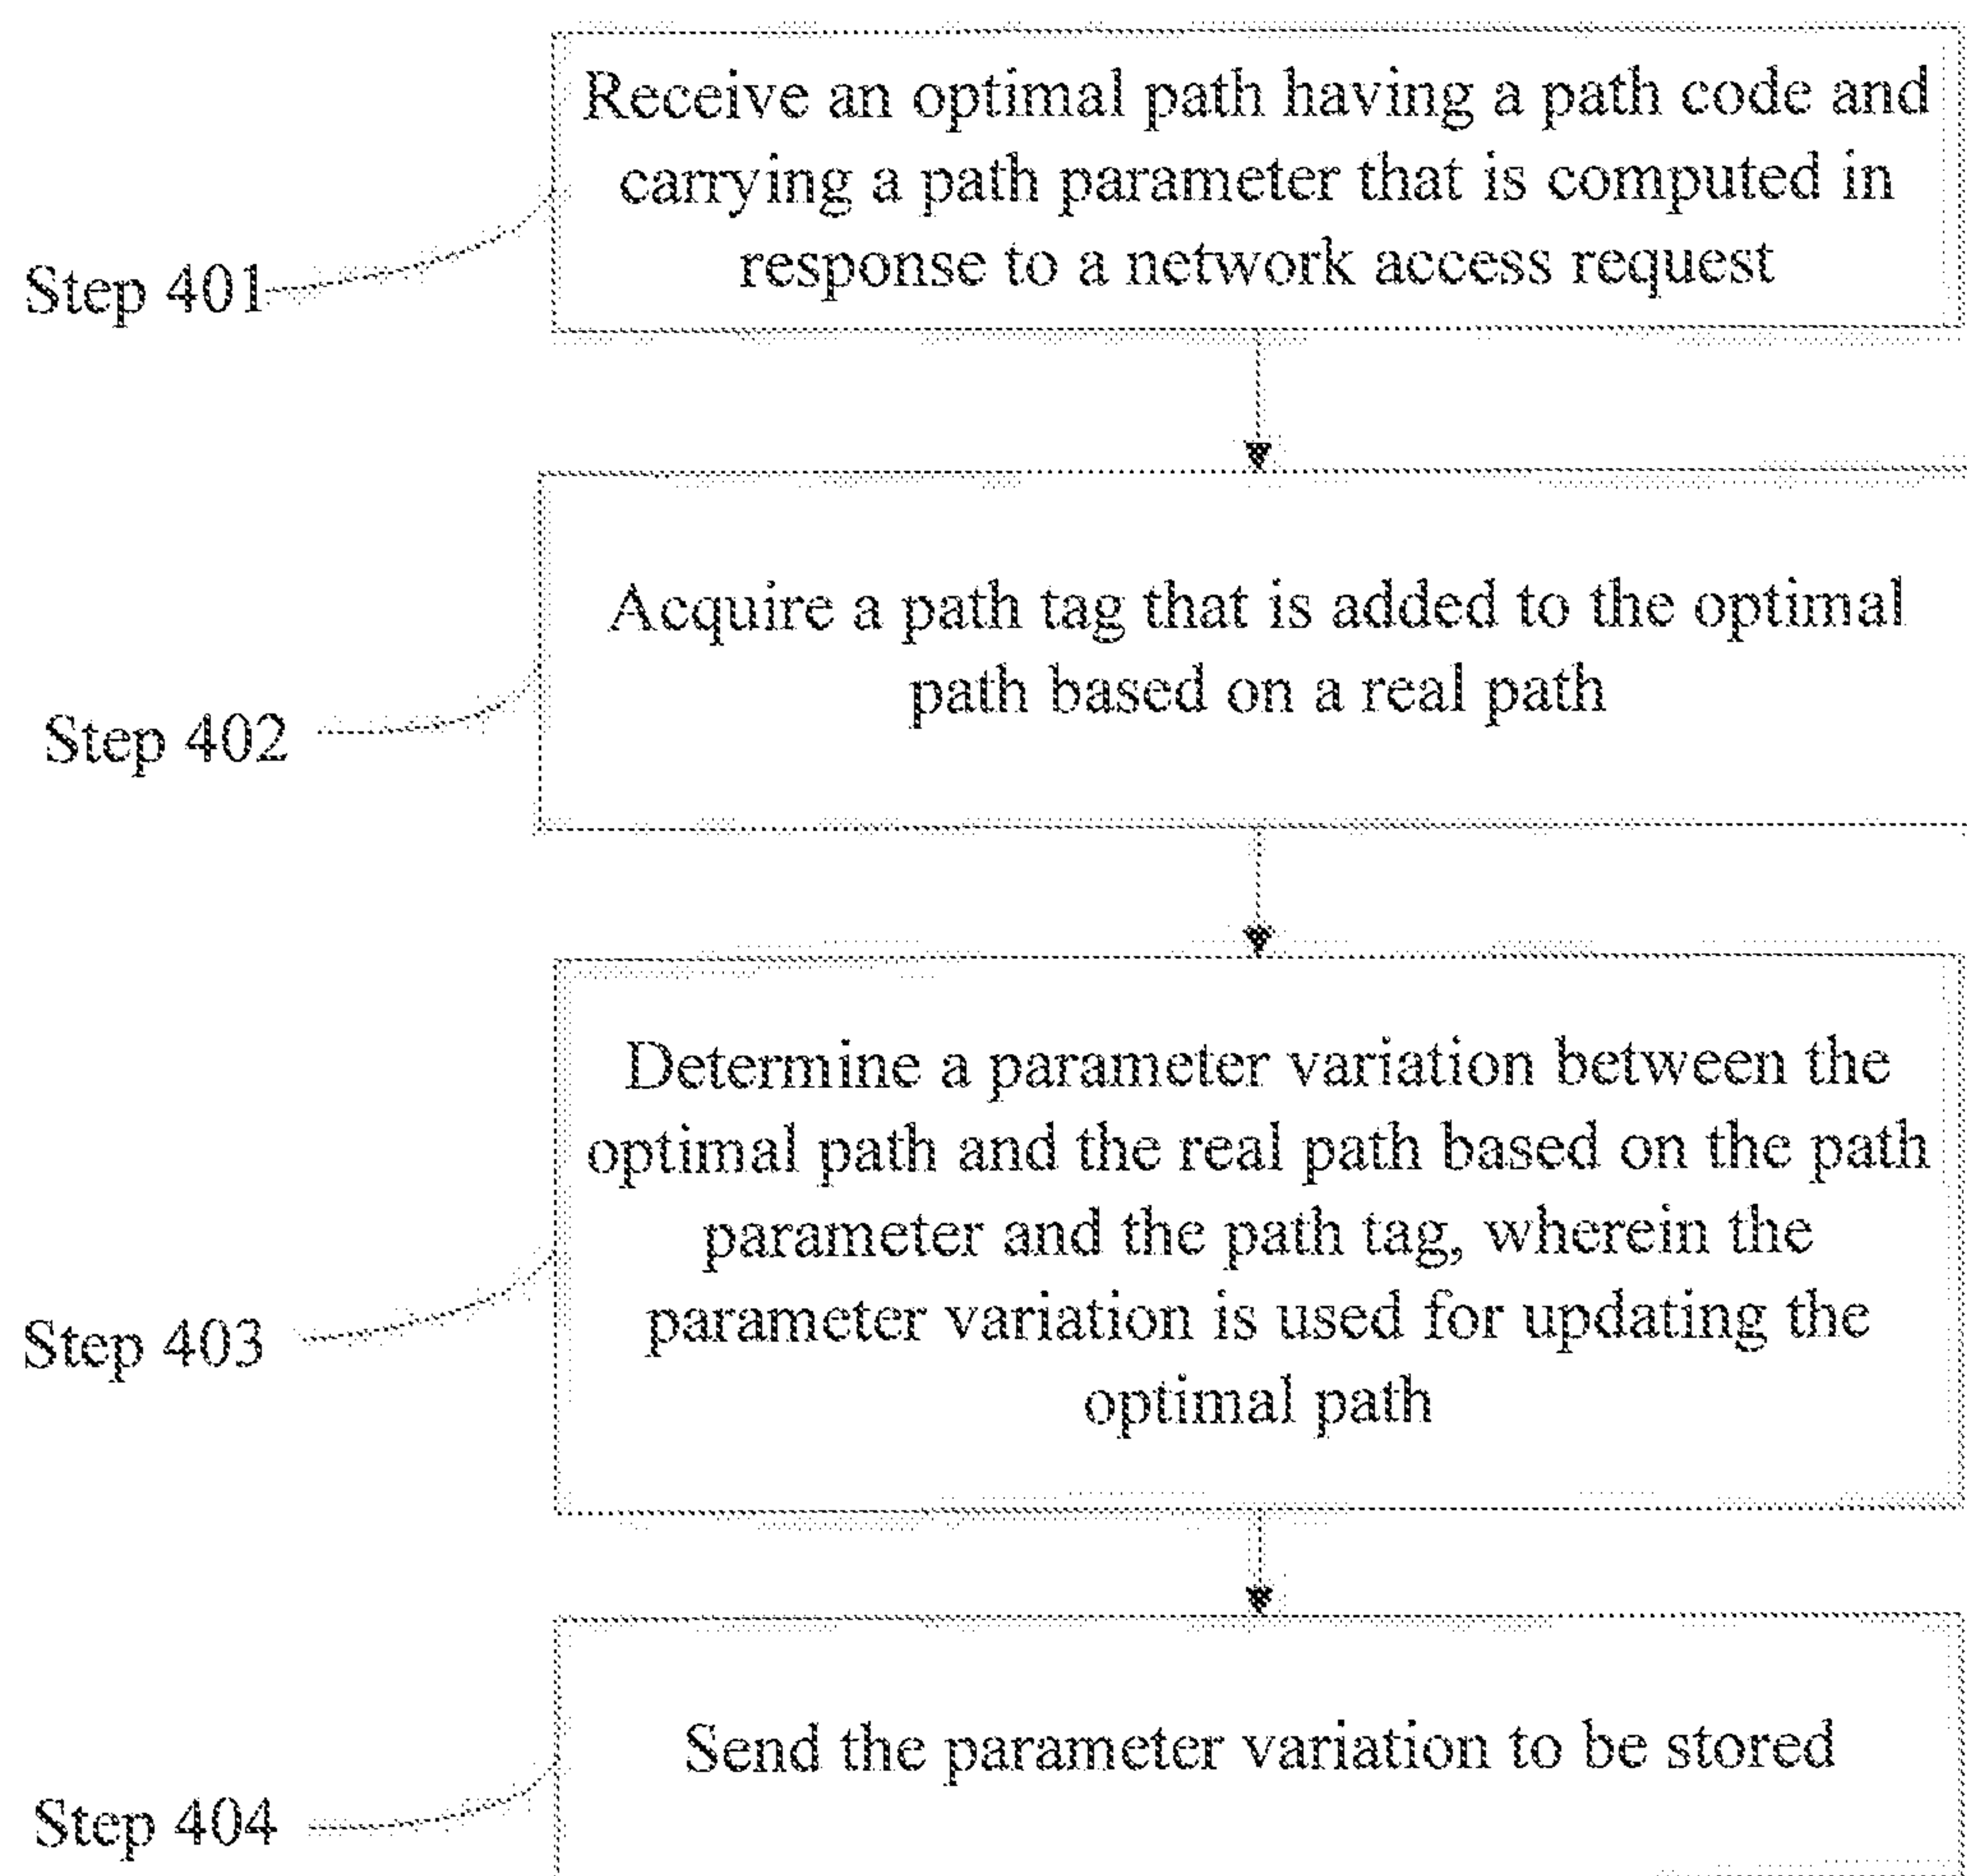 Receive an optimal path having a path code and
carrying a path parameter that is computed in
response to a network access request
Step 401
Acquire a path tag that is added to the optimal
path based on a real path
Step 402
Determine a parameter variation between the
optimal path and the real path based on the path
parameter and the path tag, wherein the
parameter variation is used for updating the
optimal path
Step 403
Send the parameter variation to be stored
Step 404